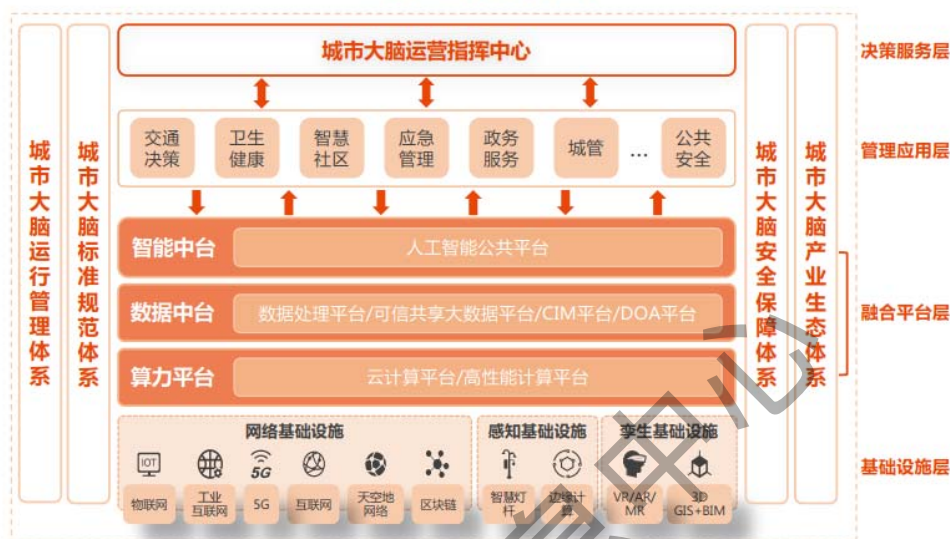 城市大脑运营指挥中心
决策服务层
交通
决策
卫生
健康
智慧
社区
应急
管理
政务
服务
城管
...
公共
安全
管理应用层
城市大脑运行管理体系
城市大脑标准规范体系
城市大脑安全保障体系
城市大脑产业生态体系
智能中台
人工智能公共平台
数据中台
数据处理平台/可信共享大数据平台/CIM平台/DOA平台
融合平台层
算力平台
云计算平台/高性能计算平台
网络基础设施
感知基础设施
孪生基础设施
基础设施层
IOT
5G
物联网
工业
互联网
5G
互联网
天空地
网络
区块链
智慧灯
杆
边缘计
算
VR/AR/
MR
3D
GIS+BIM
息中心